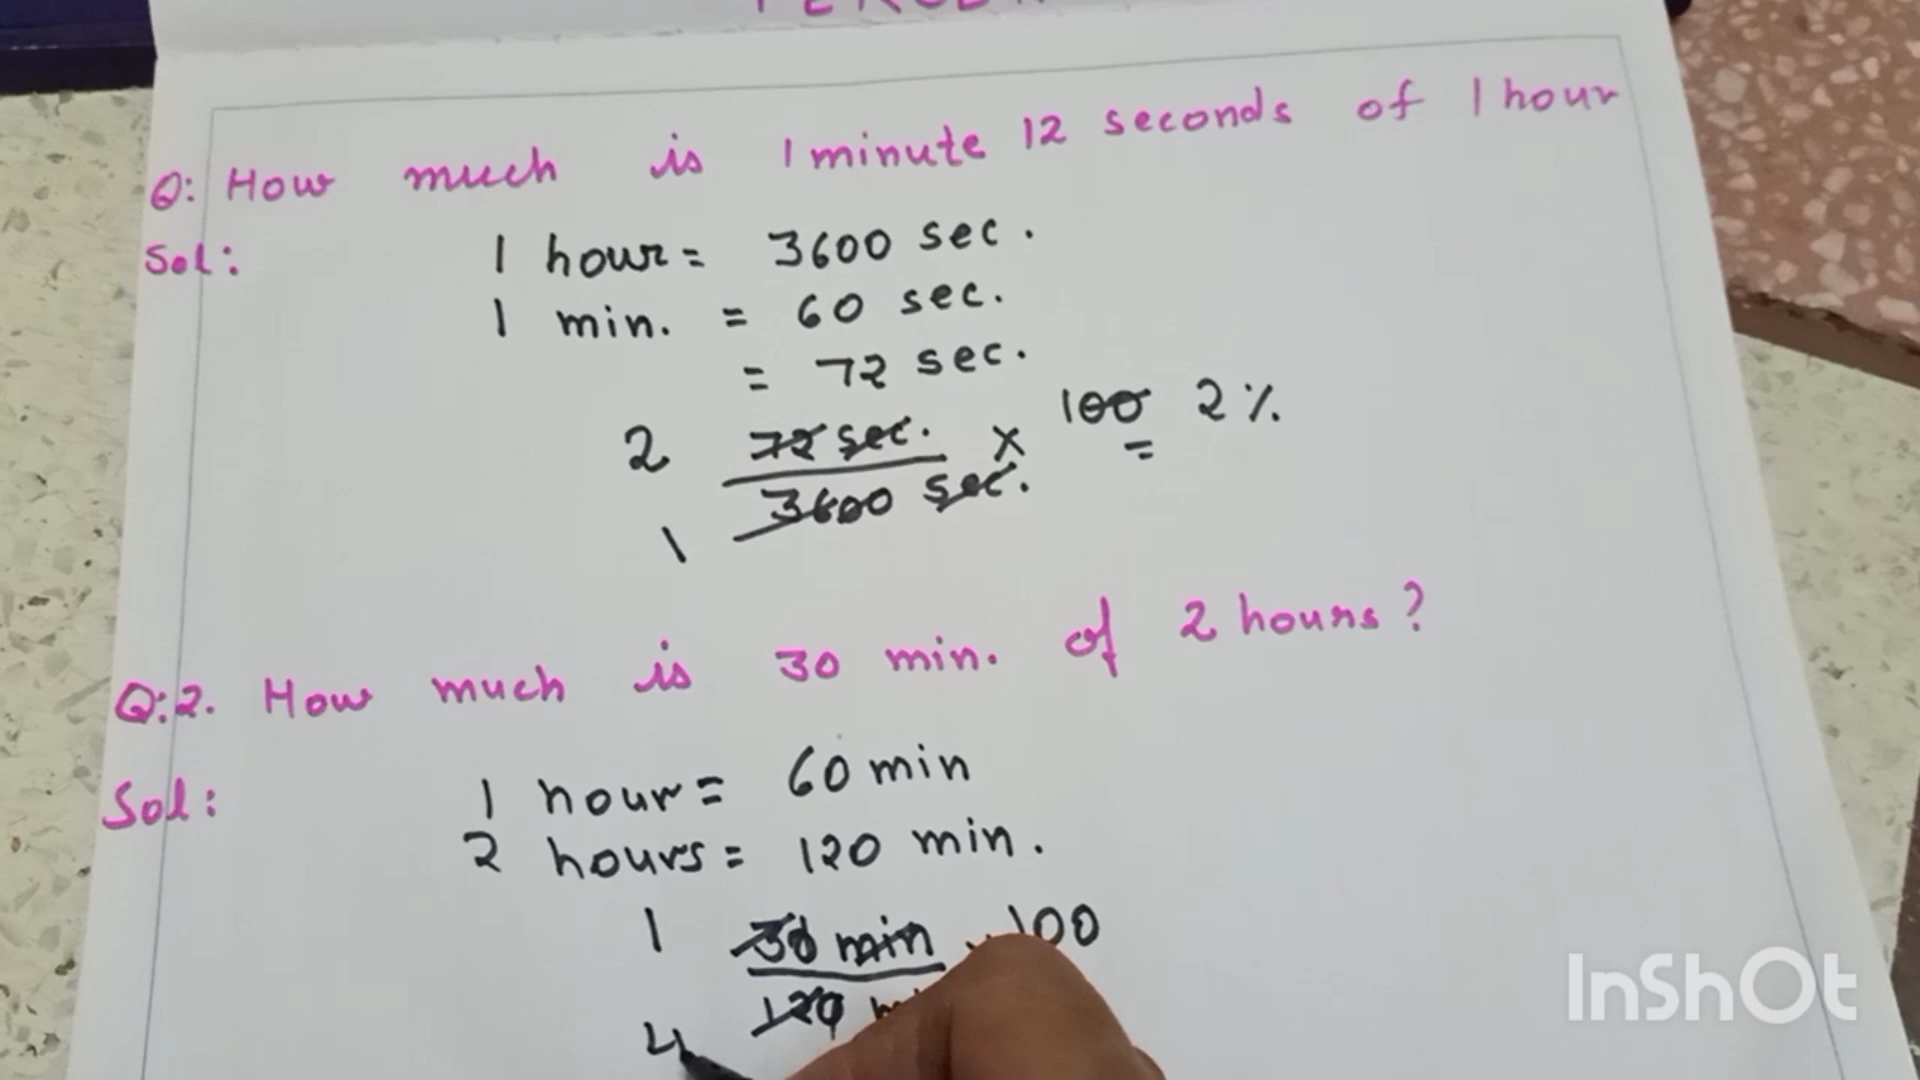 Q: How much is 1 minute 12 seconds of 1 hour
Sol: 1 hour = 3600 sec.
1 min. = 60 sec.
= 72 sec.
2 72 sec. x 100 = 2%
1 3600 sec.
Q:2. How much is 30 min. of 2 hours?
Sol: 1 hour = 60 min
2 hours = 120 min.
1 30 min 100
4 120
InShOt